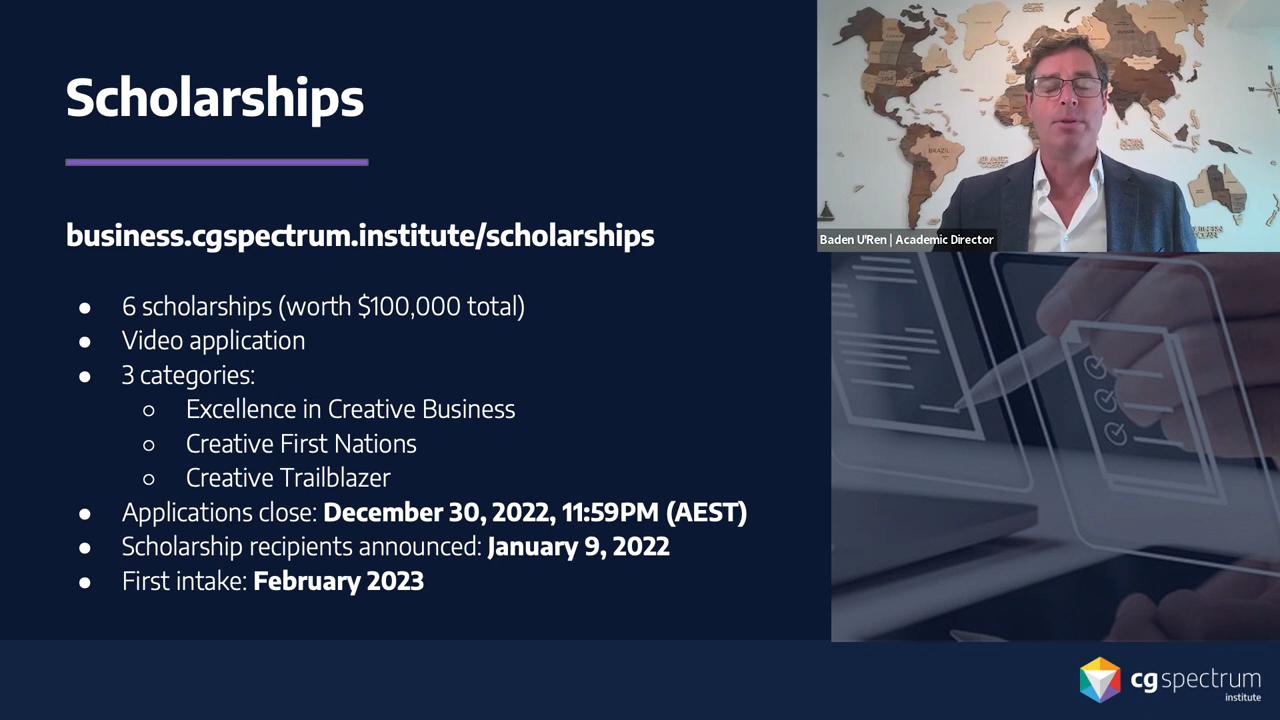 Scholarships
business.cgspectrum.institute/scholarships
● 6 scholarships (worth $100,000 total)
● Video application
● 3 categories:
○ Excellence in Creative Business
○ Creative First Nations
○ Creative Trailblazer
● Applications close: December 30, 2022, 11:59PM (AEST)
● Scholarship recipients announced: January 9, 2022
● First intake: February 2023
BRAZIL
Baden U'Ren | Academic Director
cgspectrum
institute